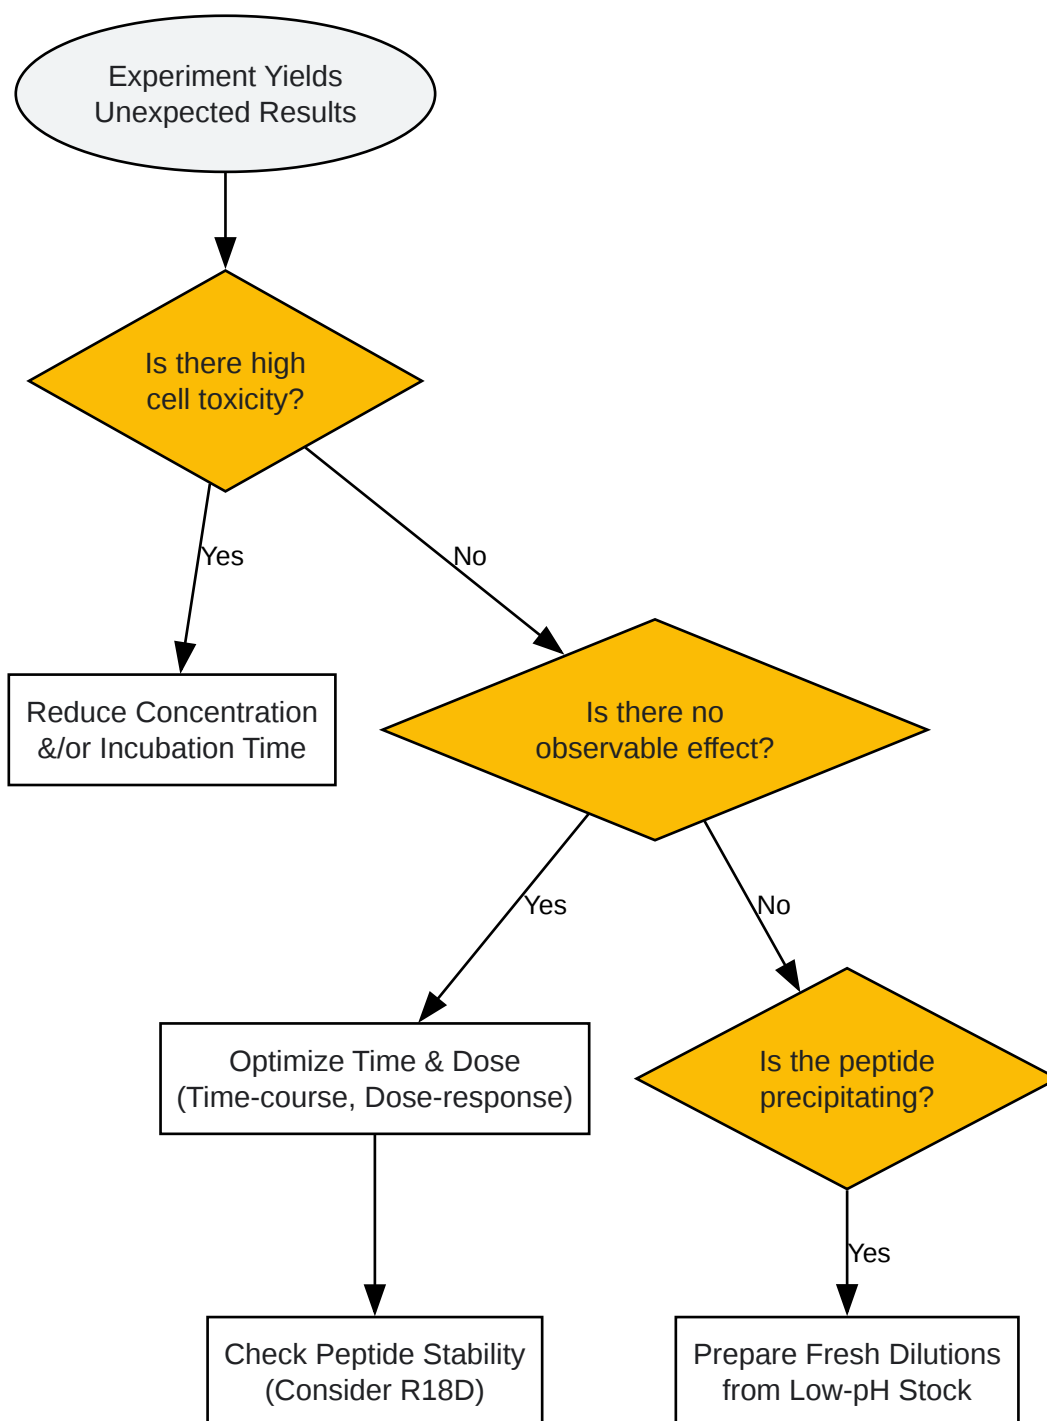 Experiment Yields
Unexpected Results
Is there high
cell toxicity?
Yes
No
Reduce Concentration
&/or Incubation Time
Is there no
observable effect?
Yes
No
Optimize Time & Dose
(Time-course, Dose-response)
Is the peptide
precipitating?
Yes
Check Peptide Stability
(Consider R18D)
Prepare Fresh Dilutions
from Low-pH Stock